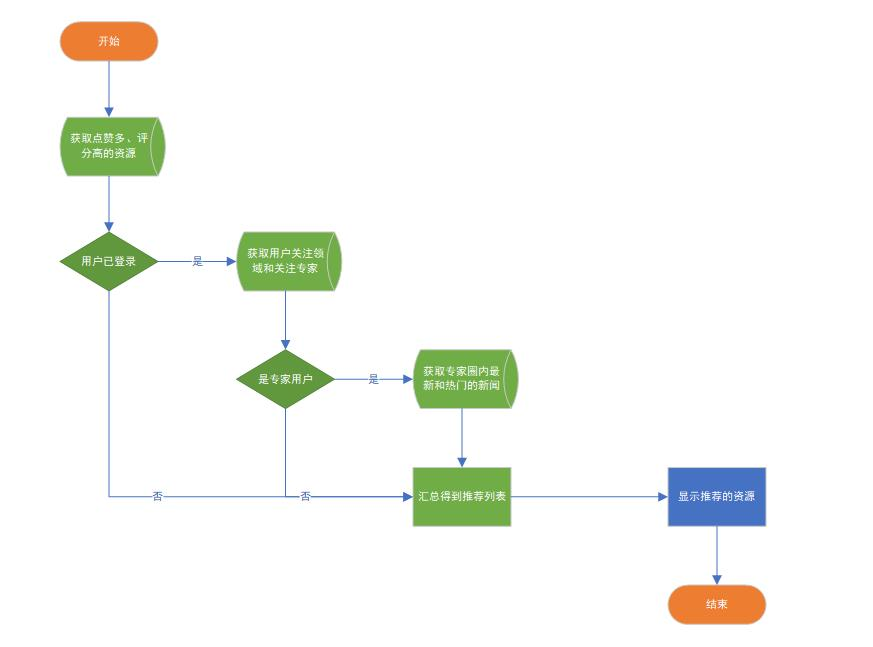 开始
获取点赞多、评
分高的资源
用户已登录
是
获取用户关注领
域和关注专家
是专家用户
是
获取专家圈内最
新和热门的新闻
否
否
汇总得到推荐列表
显示推荐的资源
结束